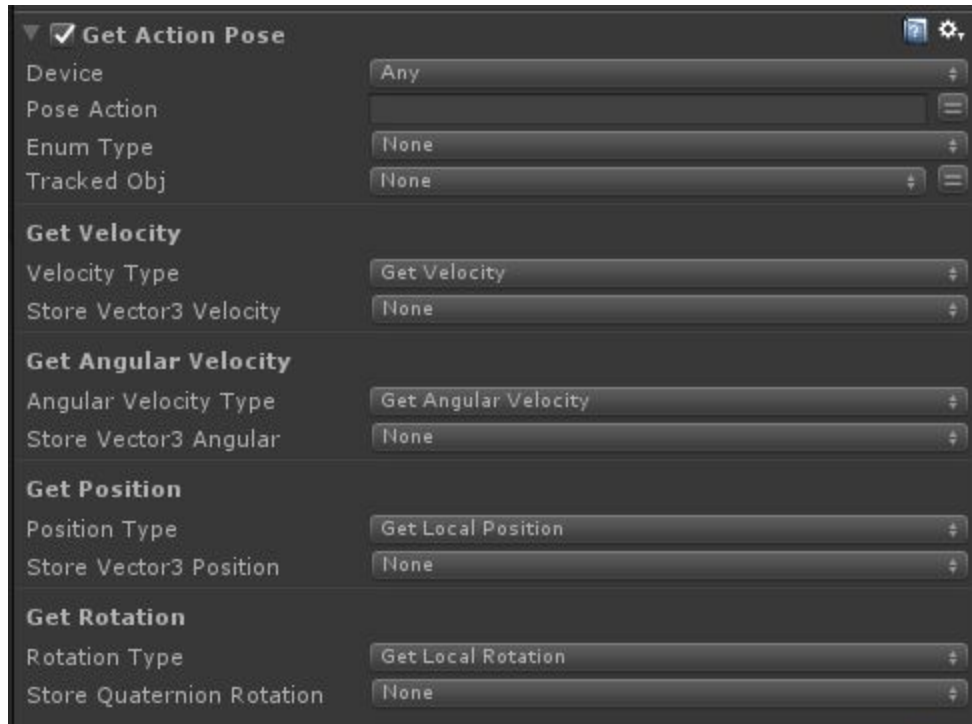 Get Action Pose
Device Any
Pose Action
Enum Type None
Tracked Obj None
Get Velocity
Velocity Type Get Velocity
Store Vector3 Velocity None
Get Angular Velocity
Angular Velocity Type Get Angular Velocity
Store Vector3 Angular None
Get Position
Position Type Get Local Position
Store Vector3 Position None
Get Rotation
Rotation Type Get Local Rotation
Store Quaternion Rotation None